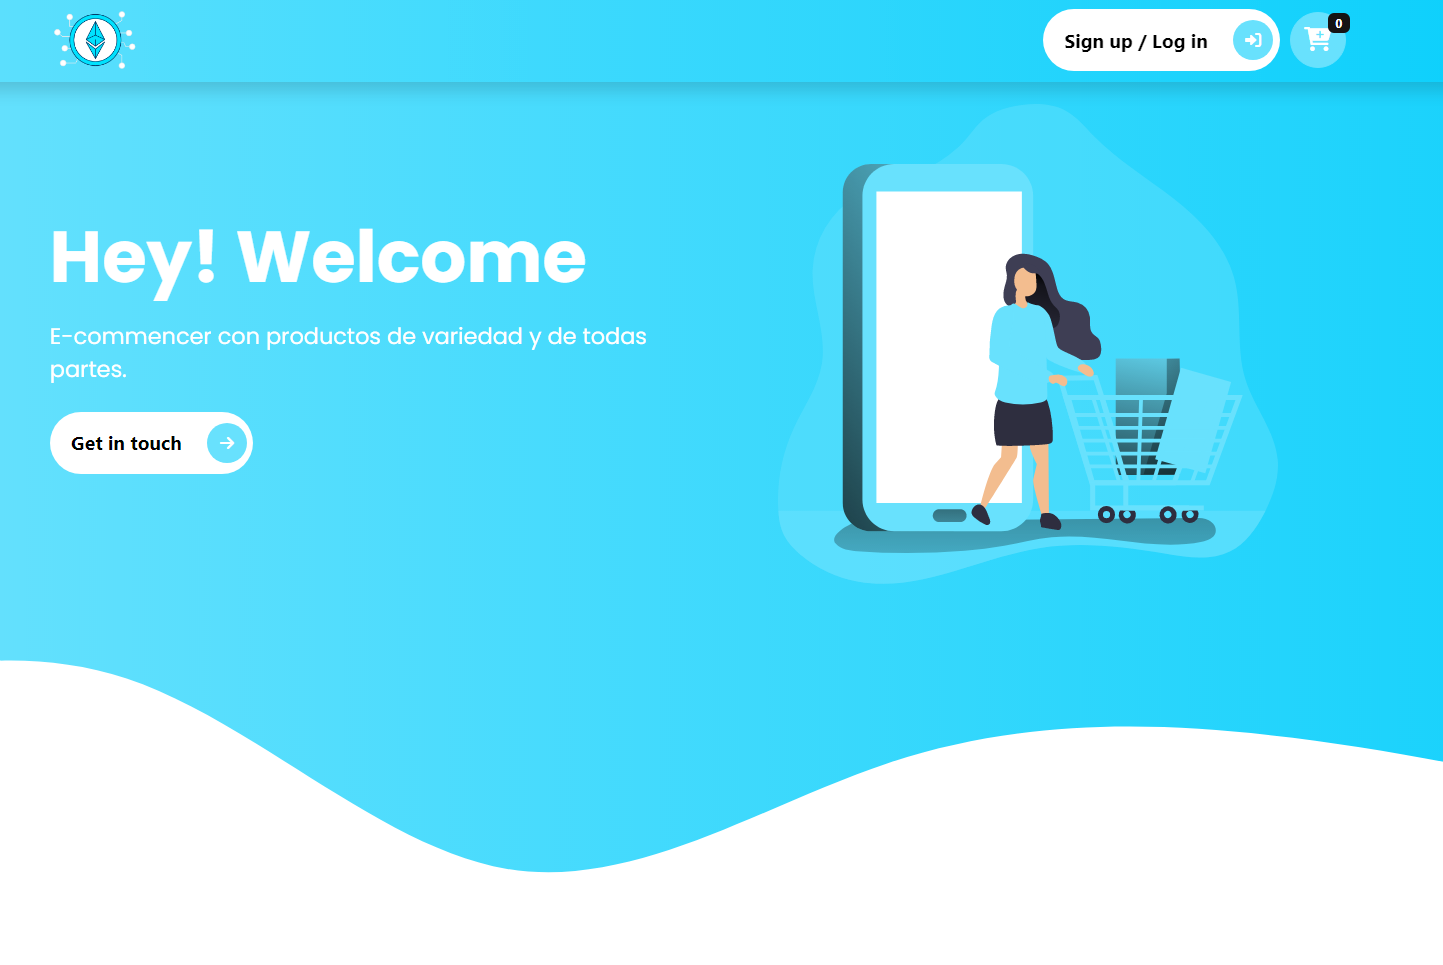 Sign up / Log in
0
Hey! Welcome
E-commencer con productos de variedad y de todas
partes.
Get in touch